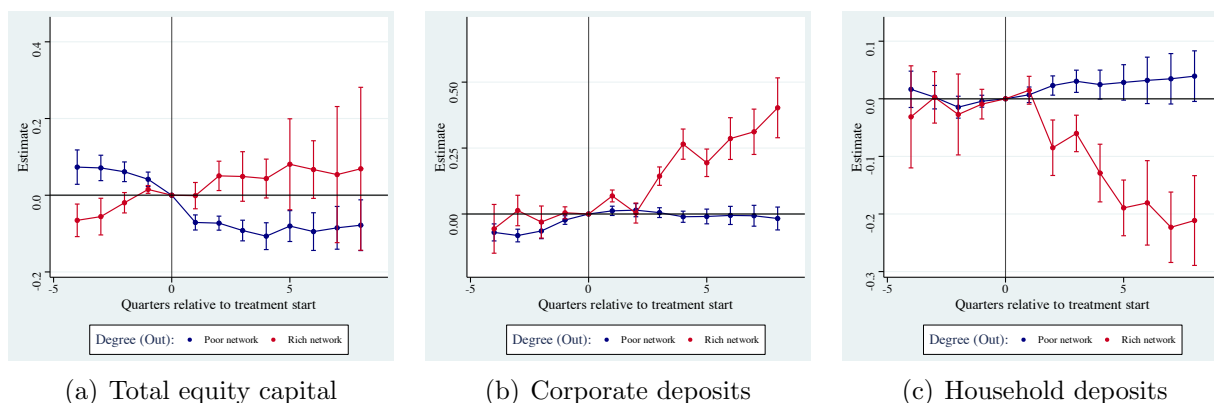 0.4
0.2
0.0
-0.2
Estimate
-5
0
5
Quarters relative to treatment start
Degree (Out): Poor network Rich network
(a) Total equity capital
0.50
0.25
0.00
Estimate
-5
0
5
Quarters relative to treatment start
Degree (Out): Poor network Rich network
(b) Corporate deposits
0.1
0.0
-0.1
-0.2
-0.3
Estimate
-5
0
5
Quarters relative to treatment start
Degree (Out): Poor network Rich network
(c) Household deposits